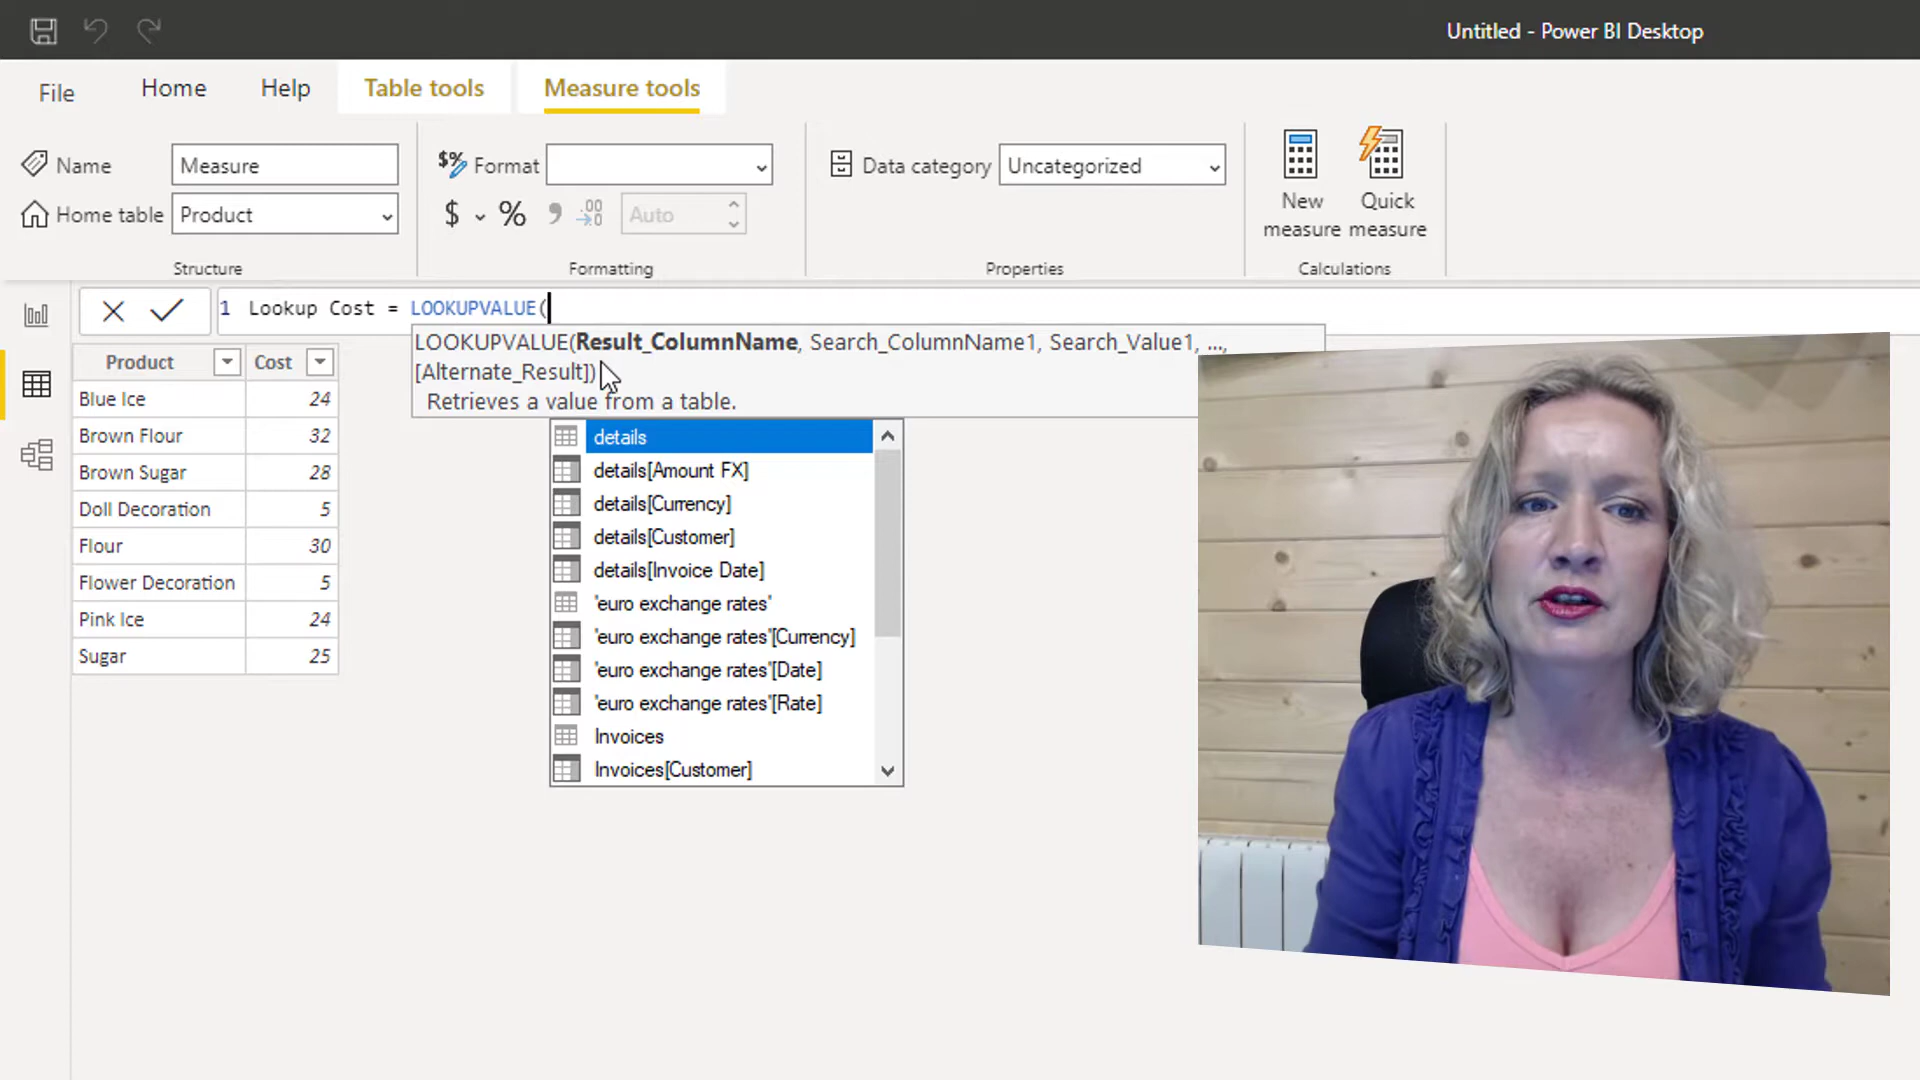 Untitled - Power BI Desktop
File Home Help Table tools Measure tools
Name Measure $% Format Data category Uncategorized
Home table Product $ % 9 .00 →.0 Auto New measure Quick measure
Structure Formatting Properties Calculations
1 Lookup Cost = LOOKUPVALUE(
LOOKUPVALUE(Result_ColumnName, Search_ColumnName1, Search_Value1, ...,
[Alternate_Result])
Retrieves a value from a table.
Product Cost
Blue Ice 24
Brown Flour 32
Brown Sugar 28
Doll Decoration 5
Flour 30
Flower Decoration 5
Pink Ice 24
Sugar 25
details
details[Amount FX]
details[Currency]
details[Customer]
details[Invoice Date]
'euro exchange rates'
'euro exchange rates'[Currency]
'euro exchange rates'[Date]
'euro exchange rates'[Rate]
Invoices
Invoices[Customer]